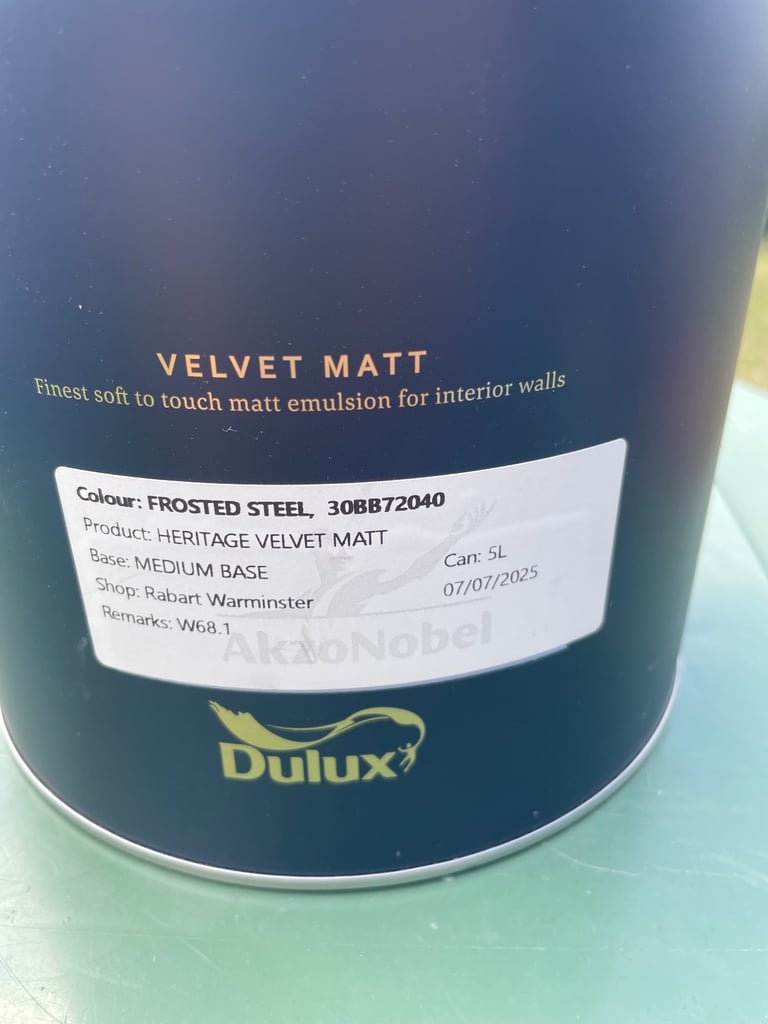 VELVET MATT
Finest soft to touch matt emulsion for interior walls
Colour: FROSTED STEEL, 30BB72040
Product: HERITAGE VELVET MATT
Base: MEDIUM BASE
Can: 5L
Shop: Rabart Warminster
07/07/2025
Remarks: W68.1
AkzoNobel
Dulux